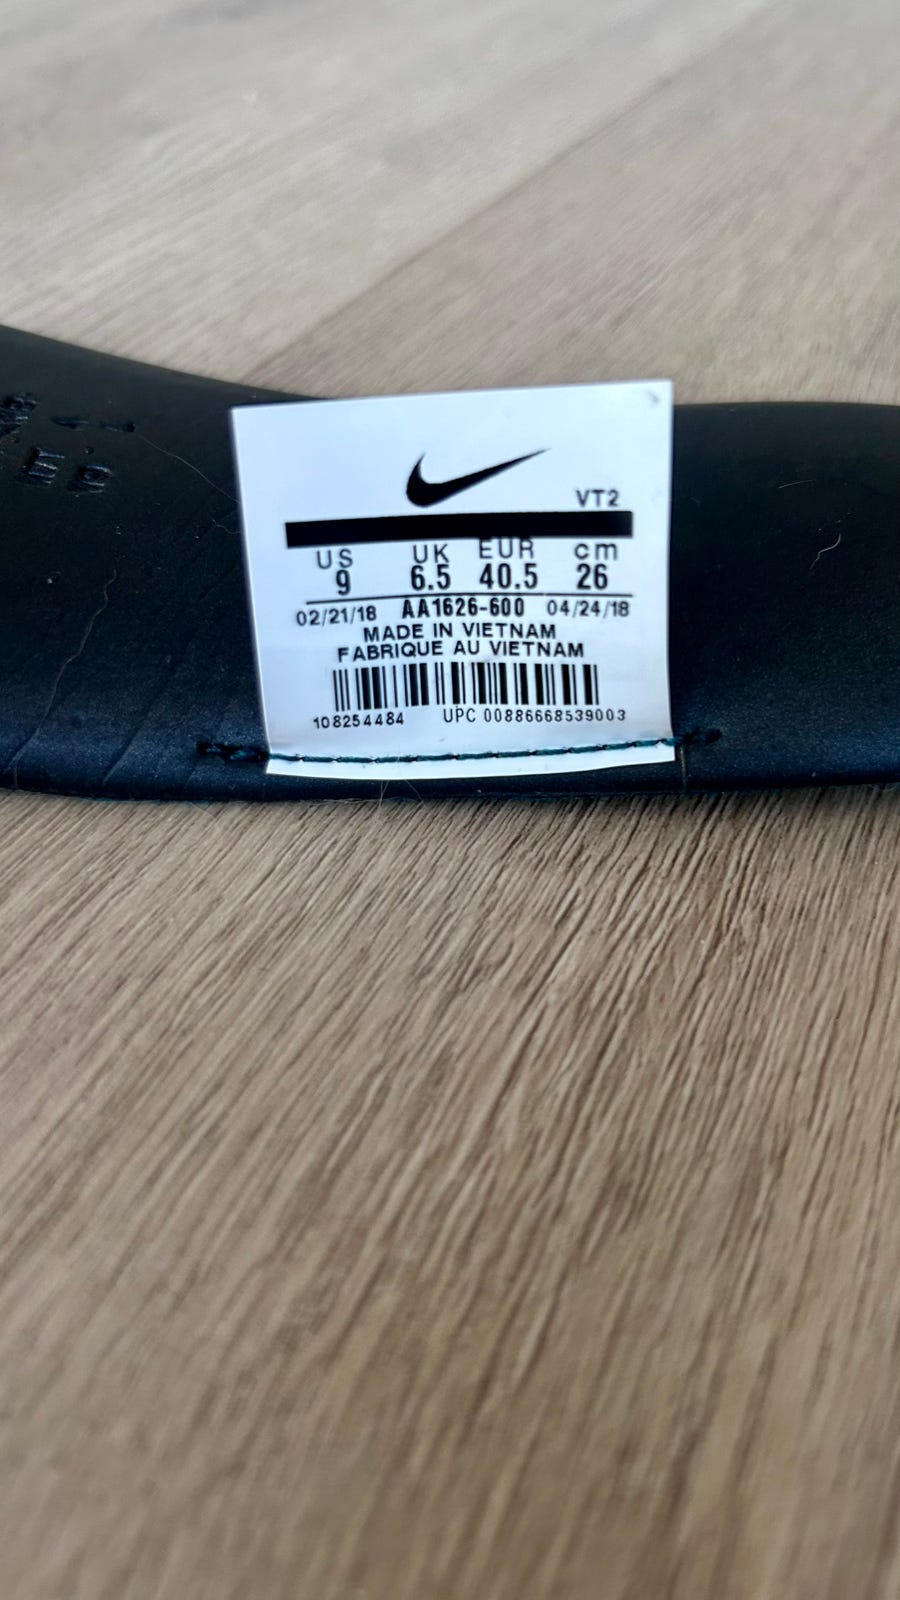 VT2
US UK EUR cm
9 6.5 40.5 26
02/21/18 AA1626-600 04/24/18
MADE IN VIETNAM
FABRIQUE AU VIETNAM
108254484 UPC 00886668539003